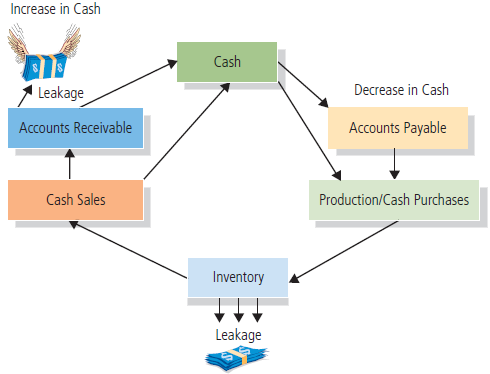 Increase in Cash
Leakage
Cash
Decrease in Cash
Accounts Receivable
Accounts Payable
Cash Sales
Production/Cash Purchases
Inventory
Leakage